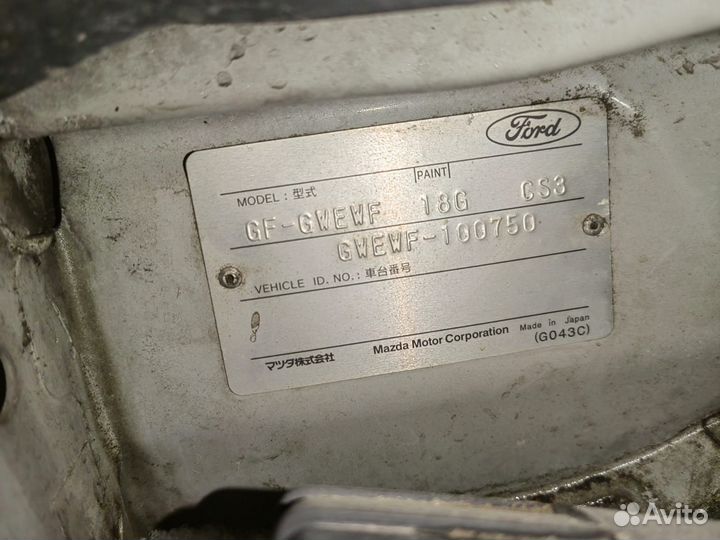 Ford
MODEL : 型式 PAINT
GF-GWEWF 18G CS3
GWEWF-100750
VEHICLE ID. NO. : 車台番号
マツダ株式会社 Mazda Motor Corporation Made in Japan
(G043C)
Avito